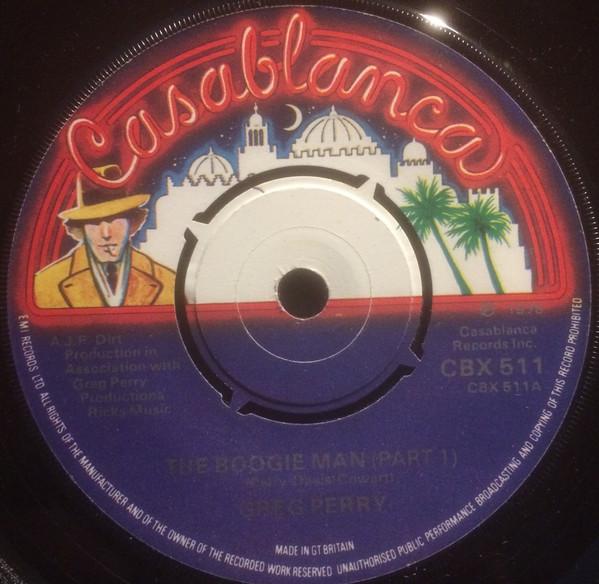 Casablanca
℗ 1976
Casablanca
Records Inc.
CBX 511
CBX 511A
A.J.P. Dirt
Production in
Association with
Greg Perry
Productions
Ricks Music
THE BOOGIE MAN (PART 1)
GREG PERRY
MADE IN GT BRITAIN
EMI RECORDS LTD ALL RIGHTS OF THE MANUFACTURER AND OF THE OWNER OF THE RECORDED WORK RESERVED UNAUTHORISED PUBLIC PERFORMANCE BROADCASTING AND COPYING OF THIS RECORD PROHIBITED